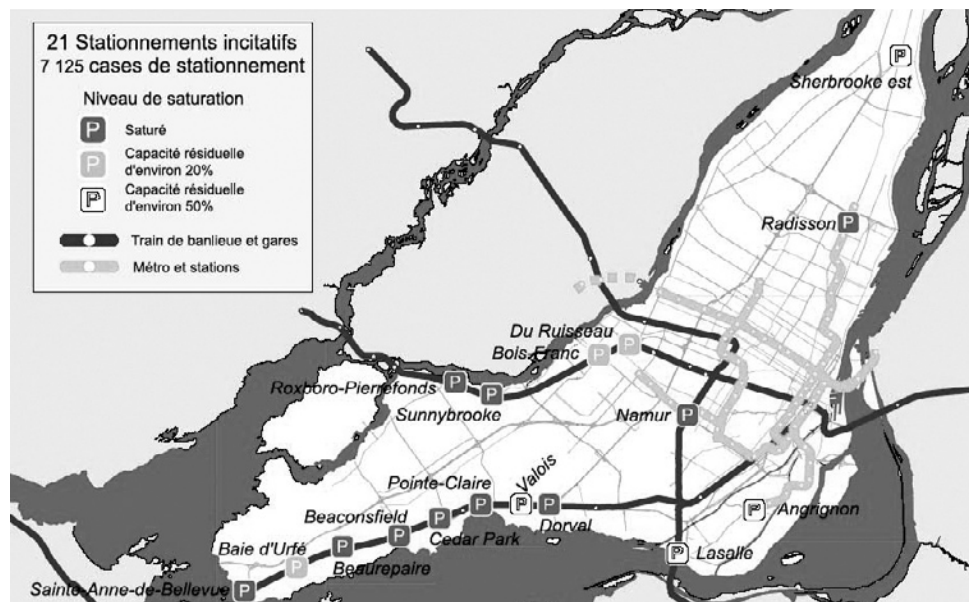 21 Stationnements incitatifs
7 125 cases de stationnement
Niveau de saturation
P Saturé
P Capacité résiduelle
d'environ 20%
P Capacité résiduelle
d'environ 50%
Train de banlieue et gares
Métro et stations
P
Sherbrooke est
Radisson P
Du Ruisseau
P
Bois-Franc P
Roxboro-Pierrefonds P
P
Sunnybrooke
Namur P
Pointe-Claire P
Valois
P
P
Dorval
Angrignon
P
Beaconsfield P
Cedar Park
P
Baie d'Urfé P
Beaurepaire
P
Lasalle
P
Sainte-Anne-de-Bellevue P